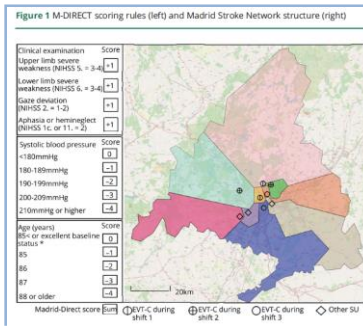 Figure 1 M-DIRECT scoring rules (left) and Madrid Stroke Network structure (right)
Clinical examination Score
Upper limb severe
weakness (NIHSS 5. = 3-4) +1
Lower limb severe
weakness (NIHSS 6. = 3-4) +1
Gaze deviation
(NIHSS 2. = 1-2) +1
Aphasia or hemineglect
(NIHSS 1c. or 11. = 2) +1
Systolic blood pressure Score
<180mmHg 0
180-189mmHg −1
190-199mmHg −2
200-209mmHg −3
210mmHg or higher −4
Age (years) Score
85< or excellent baseline
status * 0
85 −1
86 −2
87 −3
88 or older −4
Madrid-Direct score Sum
20km
EVT-C during
shift 1
EVT-C during
shift 2
EVT-C during
shift 3
Other SU